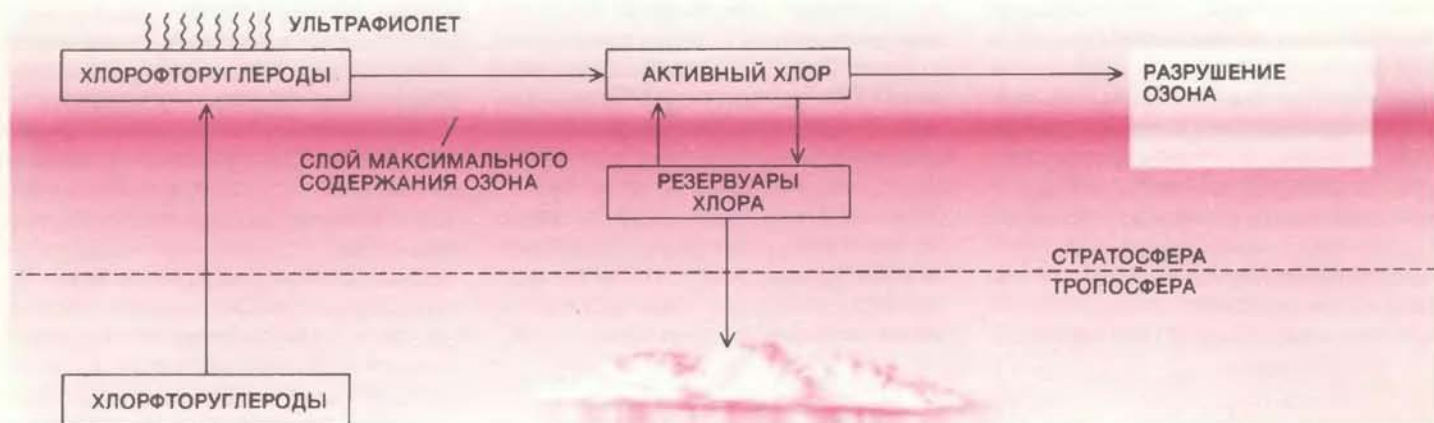 УЛЬТРАФИОЛЕТ
ХЛОРОФТОРУГЛЕРОДЫ
АКТИВНЫЙ ХЛОР
РАЗРУШЕНИЕ
ОЗОНА
СЛОЙ МАКСИМАЛЬНОГО
СОДЕРЖАНИЯ ОЗОНА
РЕЗЕРВУАРЫ
ХЛОРА
СТРАТОСФЕРА
ТРОПОСФЕРА
ХЛОРФТОРУГЛЕРОДЫ